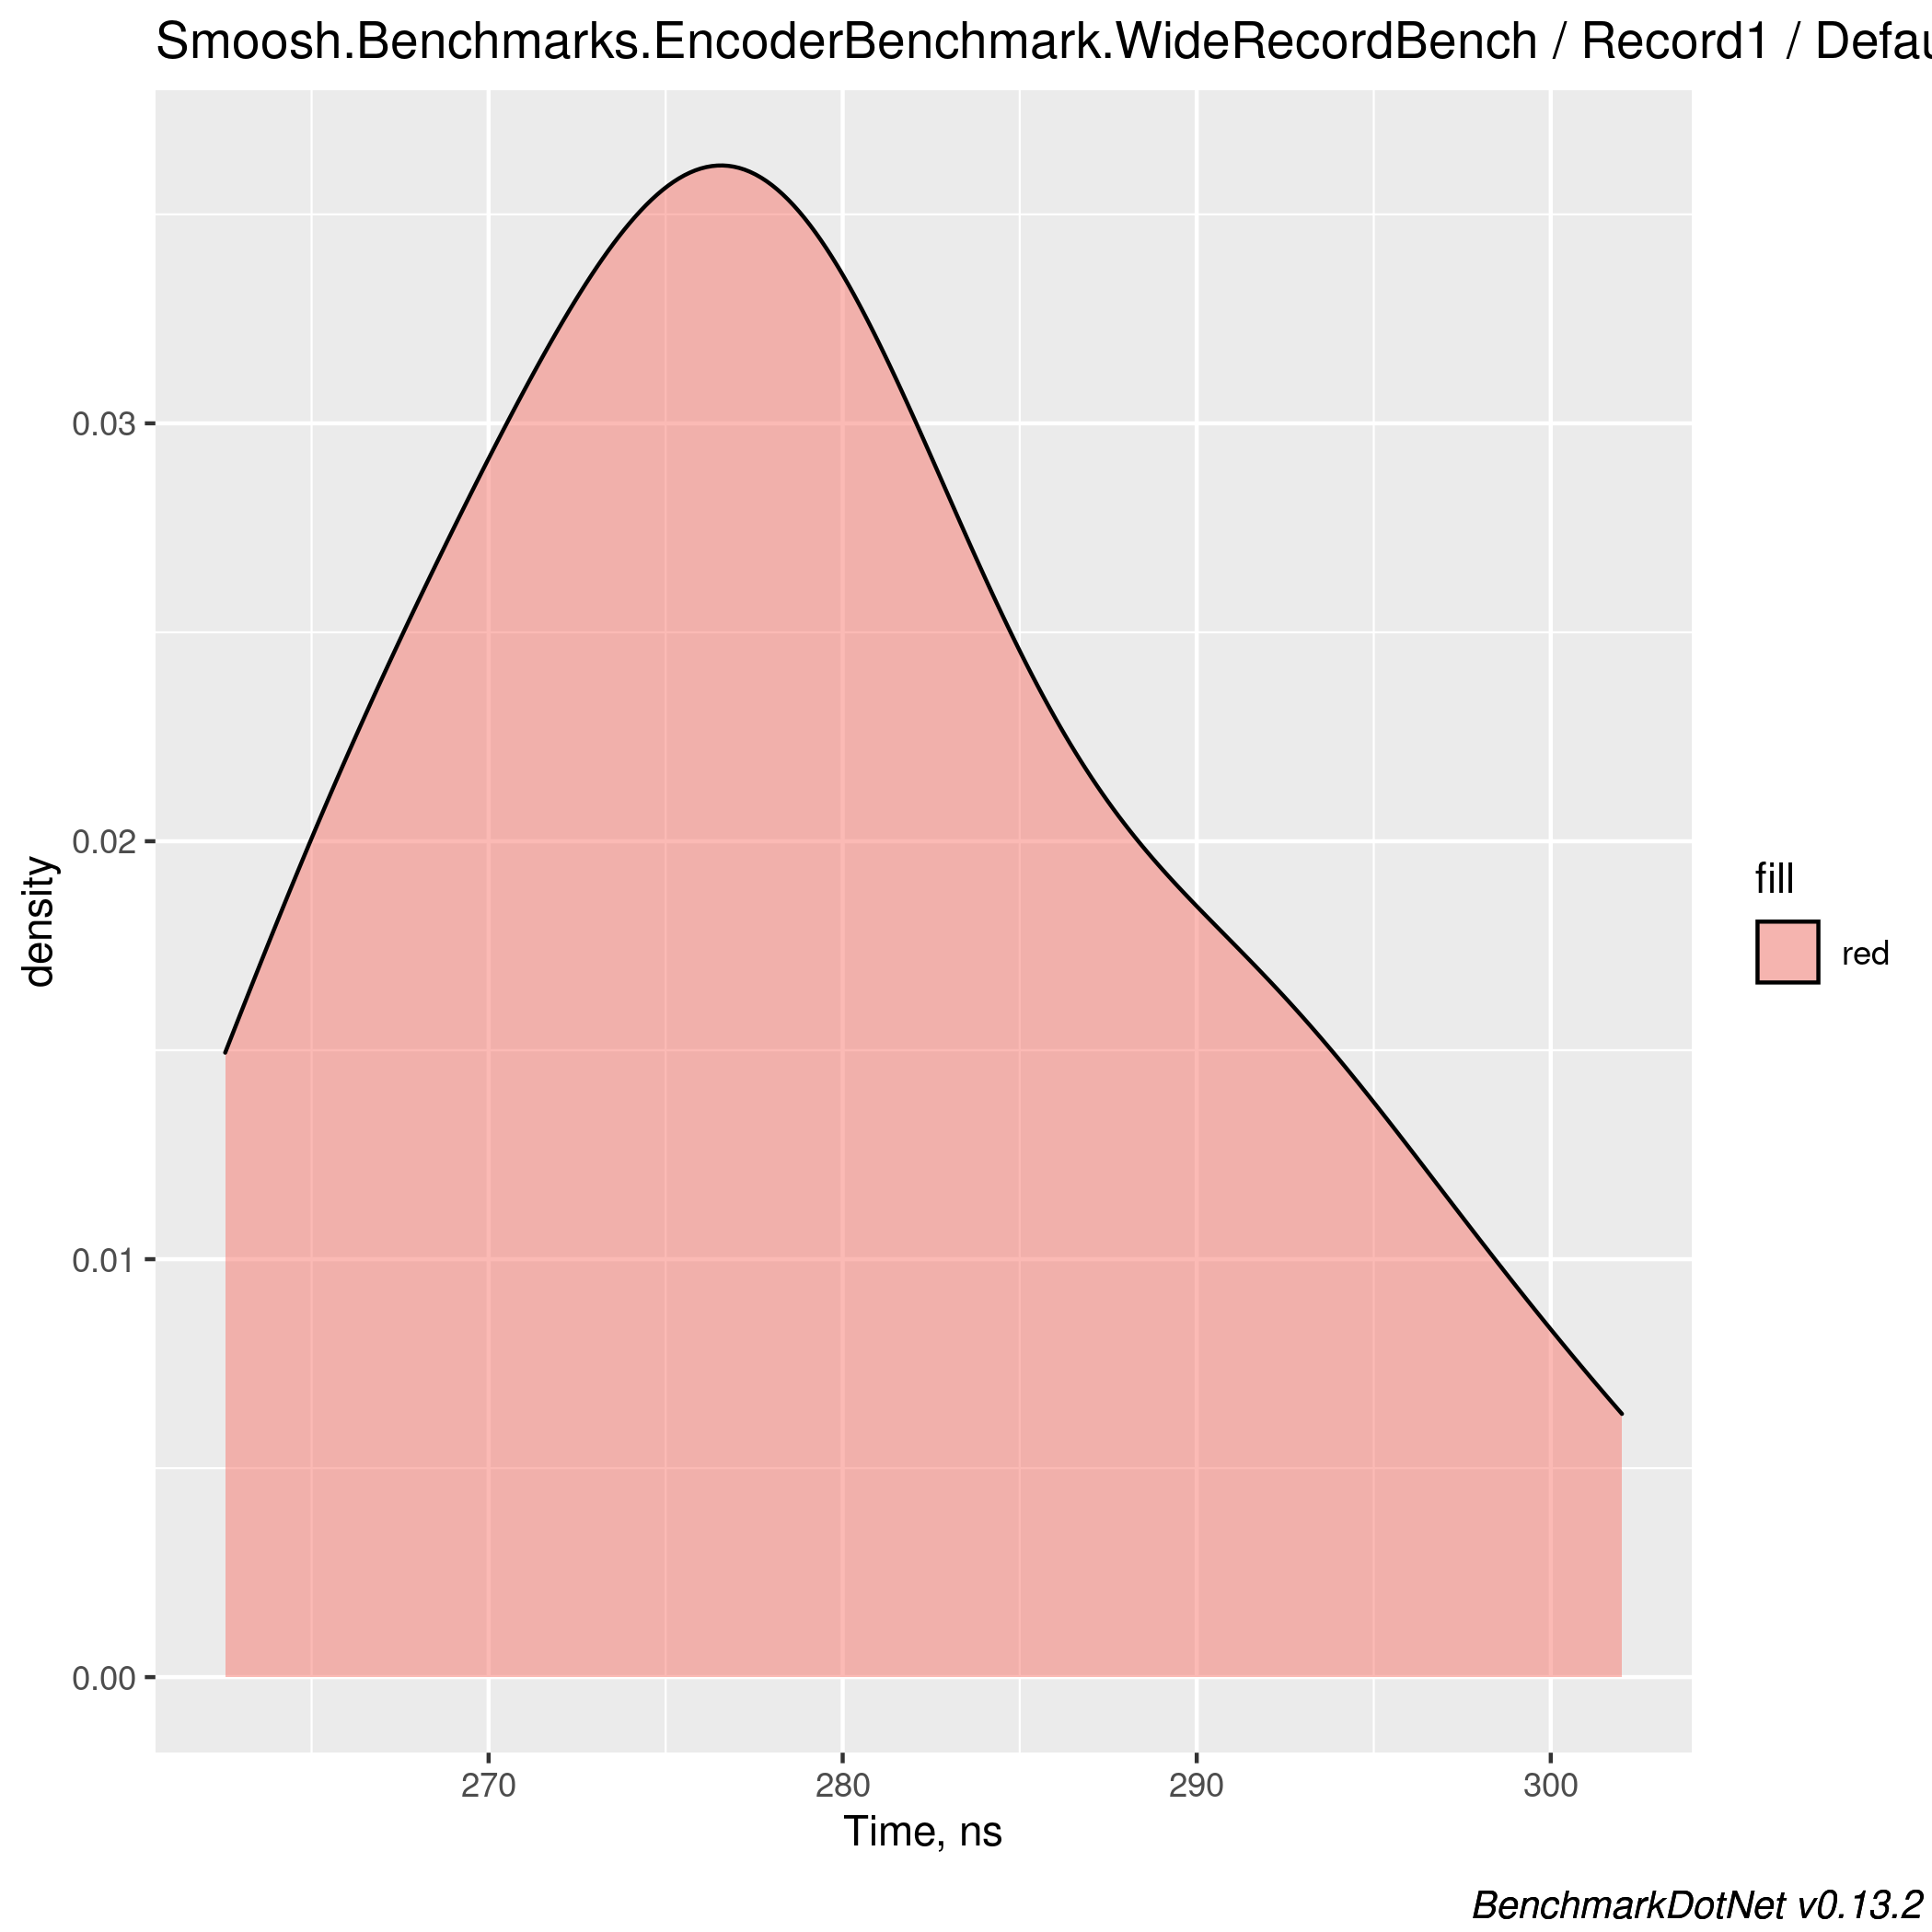 Smoosh.Benchmarks.EncoderBenchmark.WideRecordBench / Record1 / Defau
density
0.03
0.02
0.01
0.00
270 280 290 300
Time, ns
fill
red
BenchmarkDotNet v0.13.2